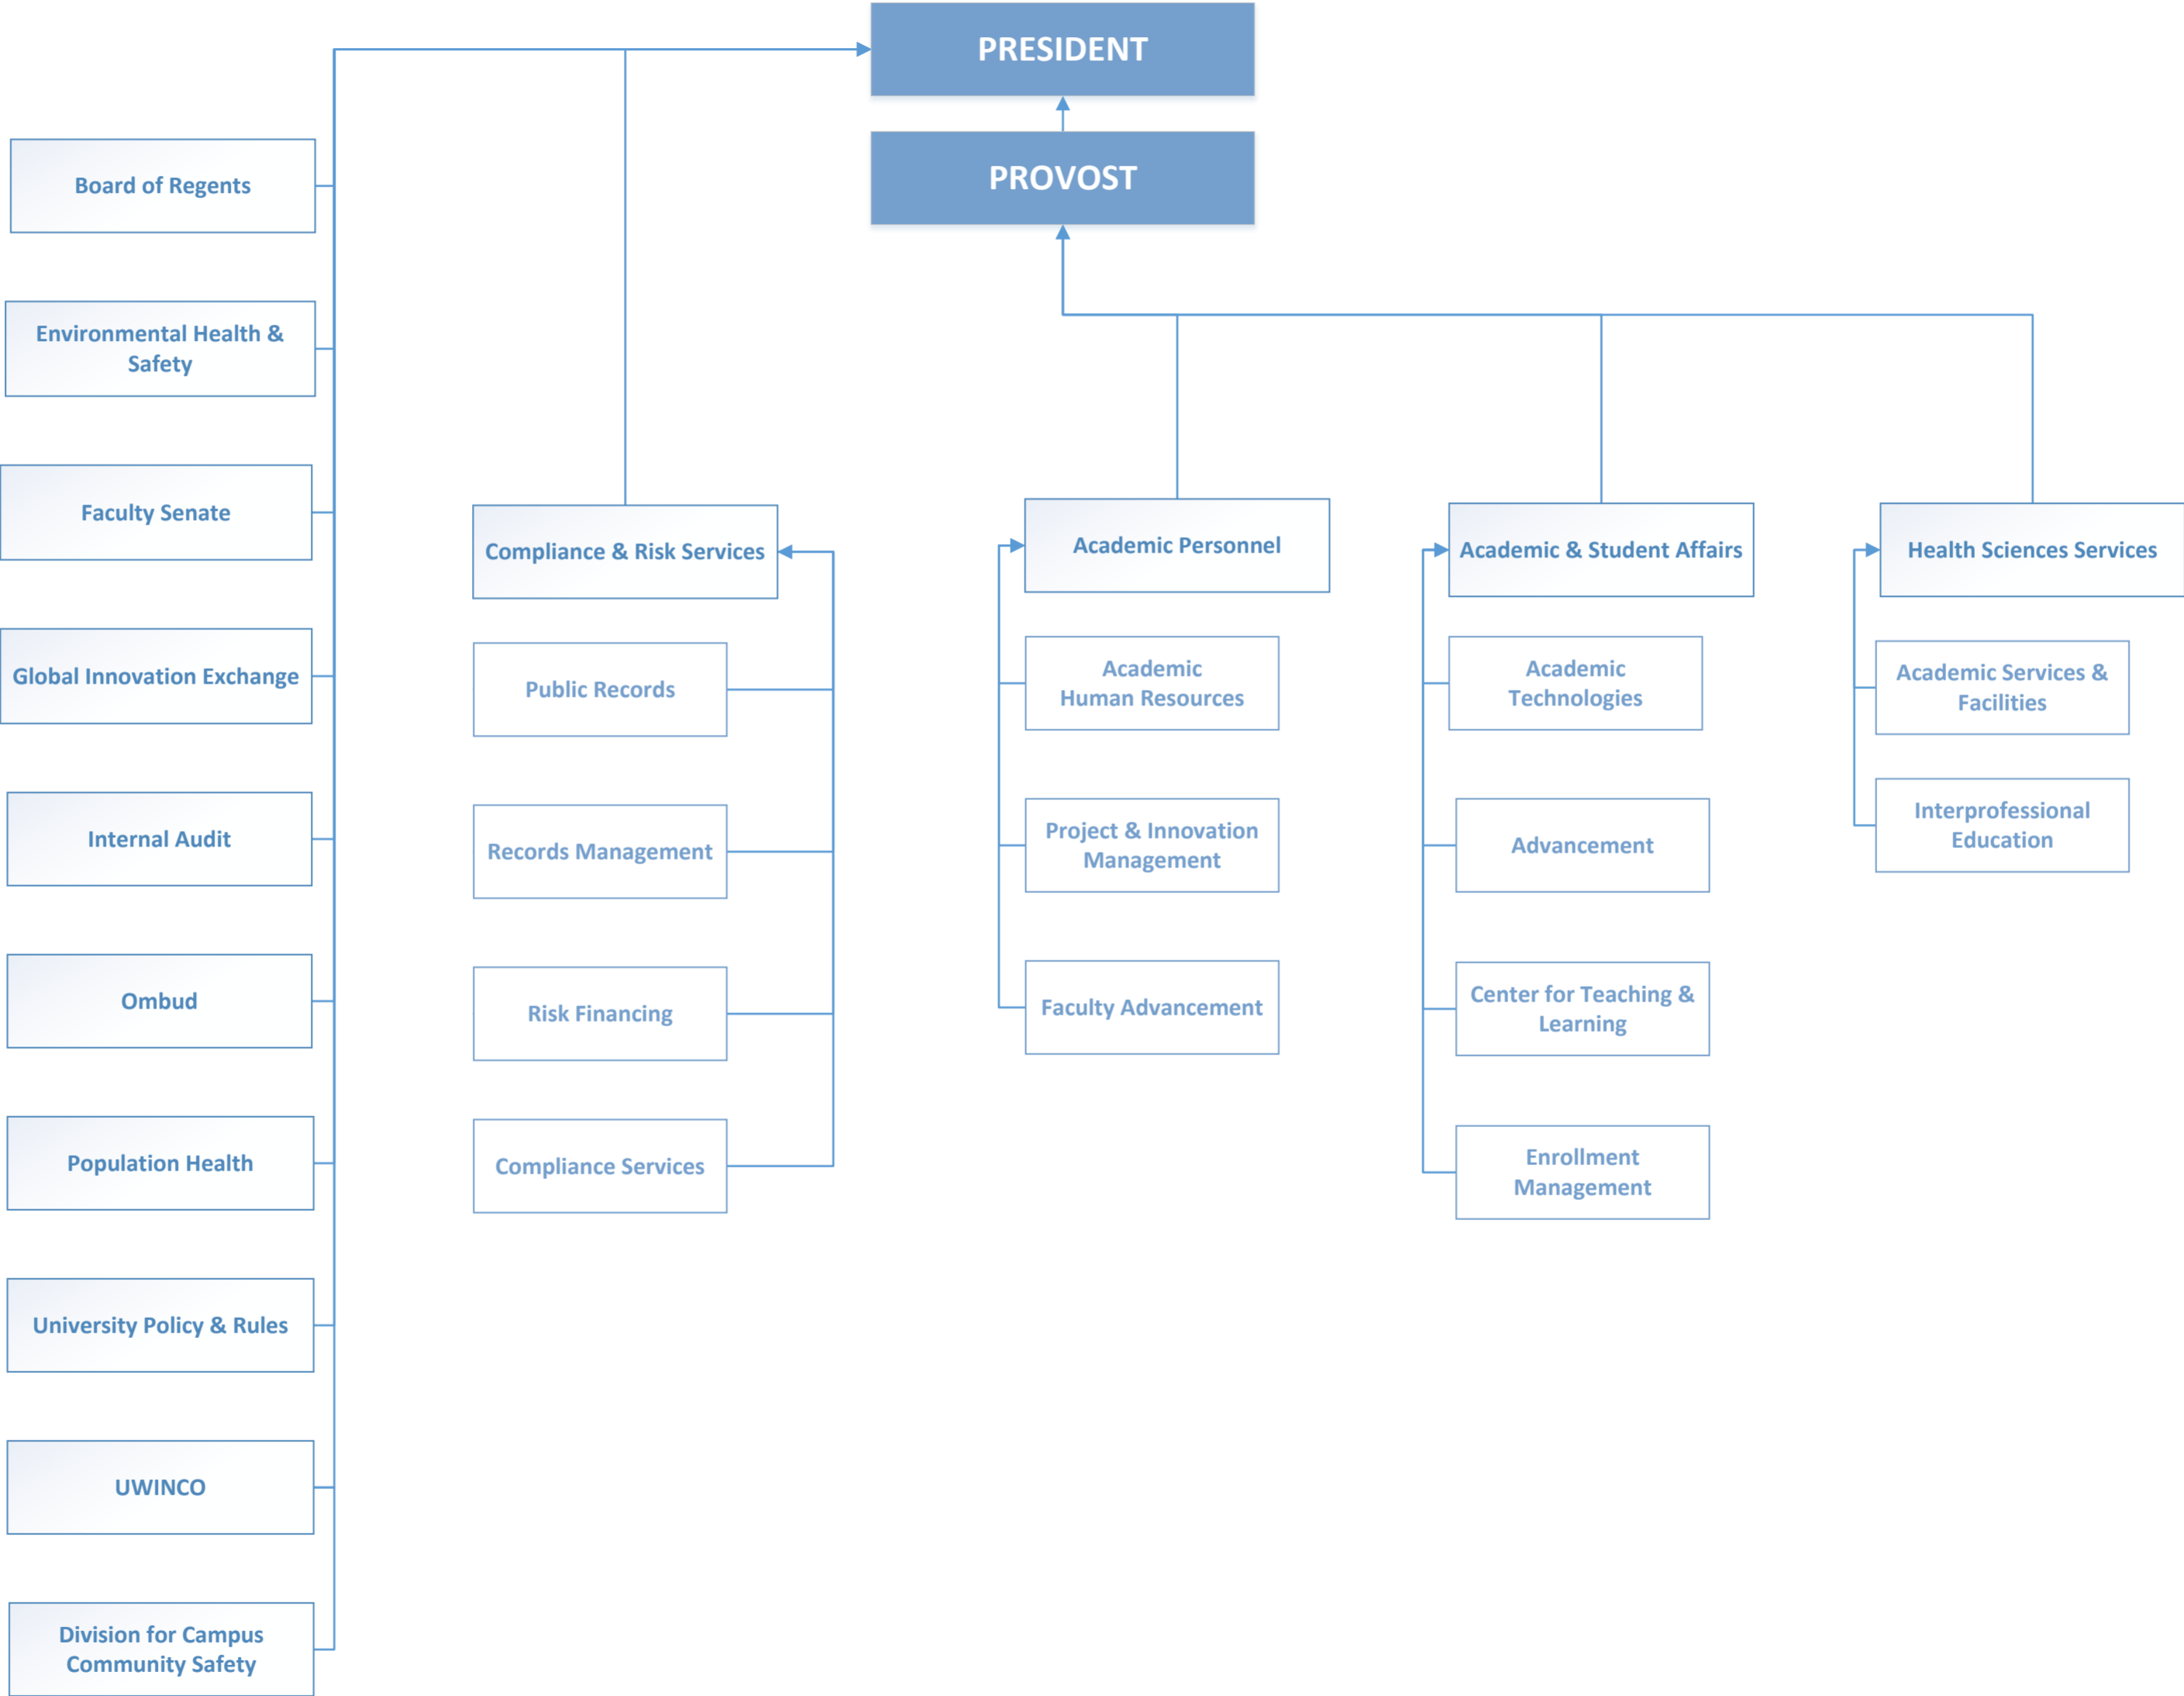 PRESIDENT
PROVOST
Board of Regents
Environmental Health &
Safety
Faculty Senate
Global Innovation Exchange
Internal Audit
Ombud
Population Health
University Policy & Rules
UWINCO
Division for Campus
Community Safety
Compliance & Risk Services
Public Records
Records Management
Risk Financing
Compliance Services
Academic Personnel
Academic
Human Resources
Project & Innovation
Management
Faculty Advancement
Academic & Student Affairs
Academic
Technologies
Advancement
Center for Teaching &
Learning
Enrollment
Management
Health Sciences Services
Academic Services &
Facilities
Interprofessional
Education